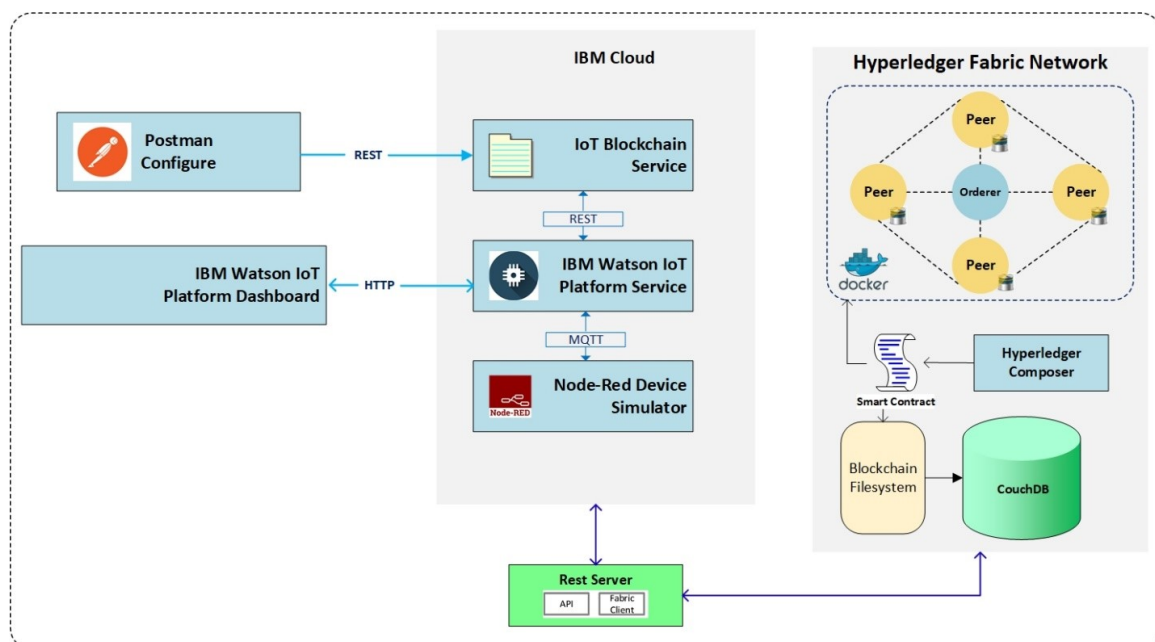 IBM Cloud
Postman
Configure
REST
IoT Blockchain
Service
REST
IBM Watson IoT
Platform Dashboard
HTTP
IBM Watson IoT
Platform Service
MQTT
Node-RED
Node-Red Device
Simulator
Rest Server
API
Fabric
Client
Hyperledger Fabric Network
Peer
Peer
Orderer
Peer
Peer
docker
Smart Contract
Hyperledger
Composer
Blockchain
Filesystem
CouchDB